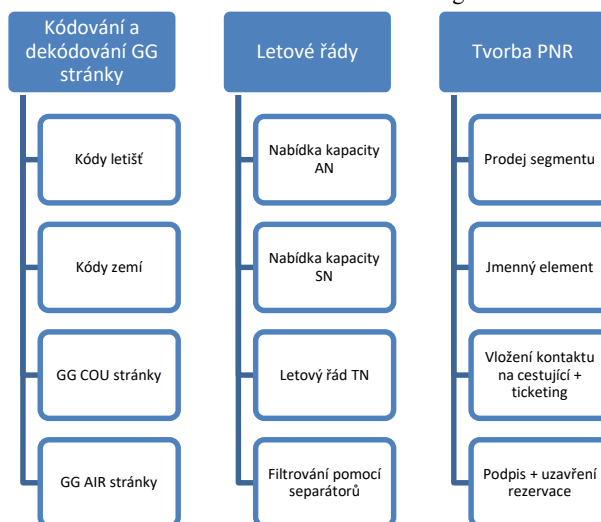 Kódování a
dekódování GG
stránky
Kódy letišť
Kódy zemí
GG COU stránky
GG AIR stránky
Letové řády
Nabídka kapacity
AN
Nabídka kapacity
SN
Letový řád TN
Filtrování pomocí
separátorů
Tvorba PNR
Prodej segmentu
Jmenný element
Vložení kontaktu
na cestující +
ticketing
Podpis + uzavření
rezervace